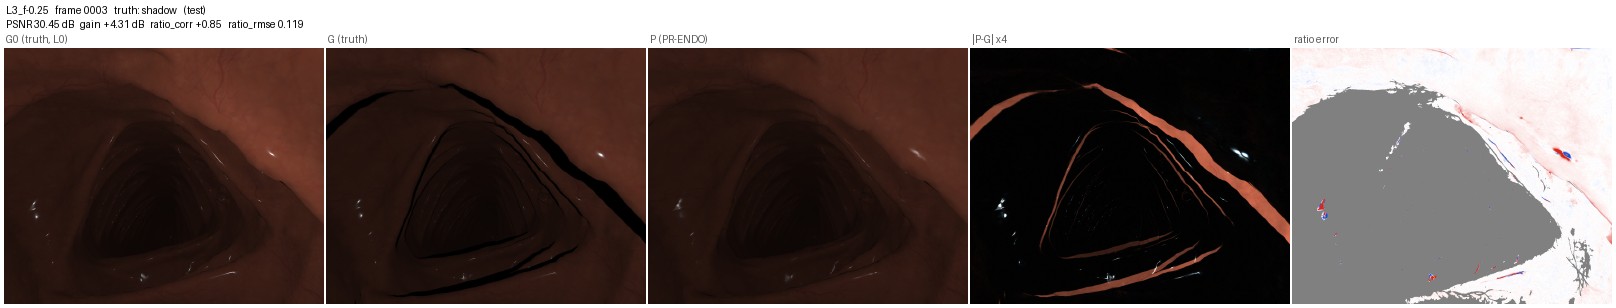 L3_f-0.25 frame 0003 truth: shadow (test)
PSNR 30.45 dB gain +4.31 dB ratio_corr +0.85 ratio_rmse 0.119
G0 (truth, L0) G (truth) P (PR-ENDO) |P-G| x4 ratio error